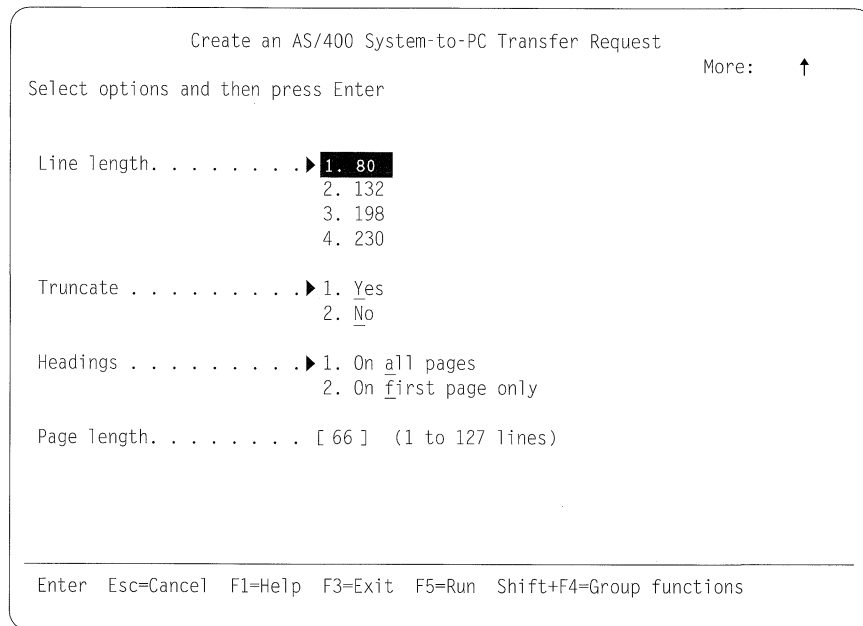 Create an AS/400 System-to-PC Transfer Request
More: ↑
Select options and then press Enter
Line length. . . . . . . . ▶ 1. 80
2. 132
3. 198
4. 230
Truncate . . . . . . . . . ▶ 1. Yes
2. No
Headings . . . . . . . . . ▶ 1. On all pages
2. On first page only
Page length. . . . . . . . [ 66 ] (1 to 127 lines)
Enter Esc=Cancel F1=Help F3=Exit F5=Run Shift+F4=Group functions